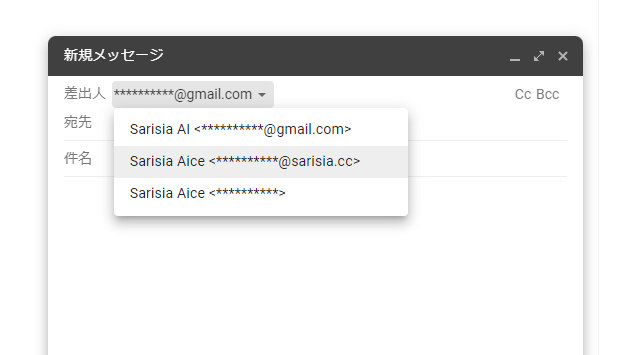 新規メッセージ
差出人 **********@gmail.com Cc Bcc
宛先
Sarisia AI <**********@gmail.com>
件名
Sarisia Aice <**********@sarisia.cc>
Sarisia Aice <**********>